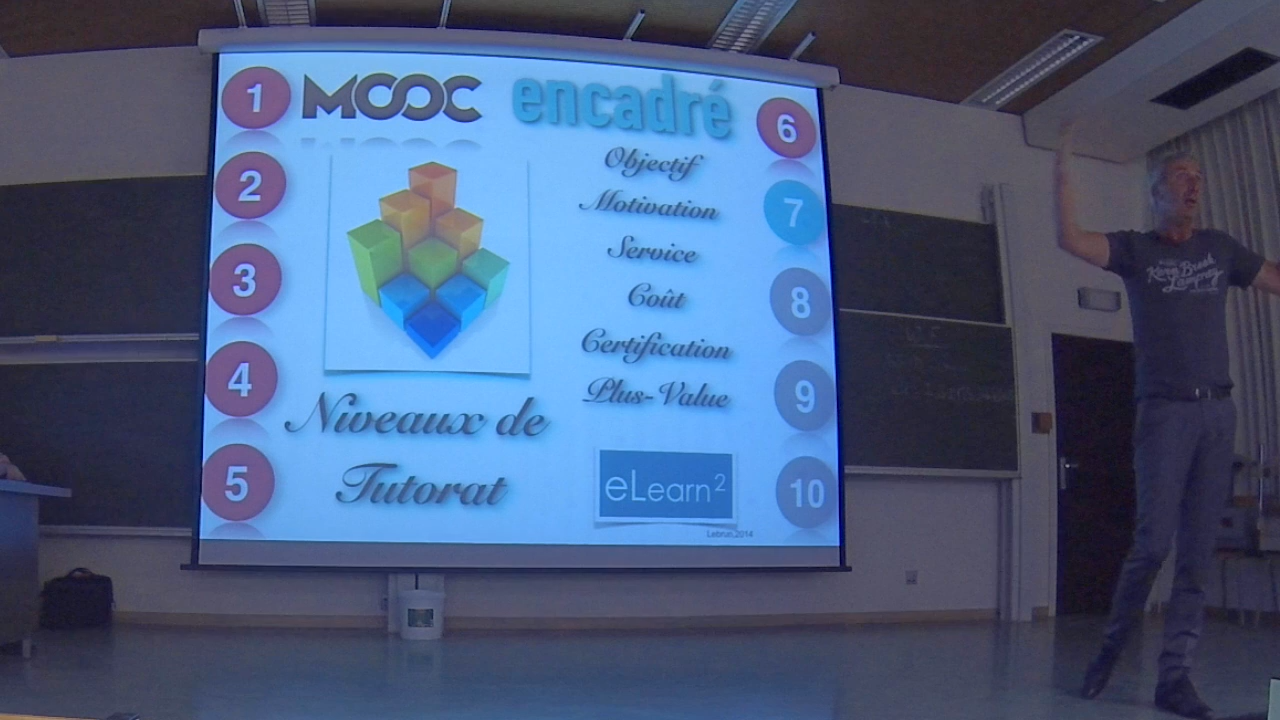 1
MOOC encadré
6
2
Objectif
Motivation
7
3
Service
Coût
8
4
Certification
Plus-Value
9
Niveaux de
Tutorat
5
eLearn²
10
Lebrun,2014